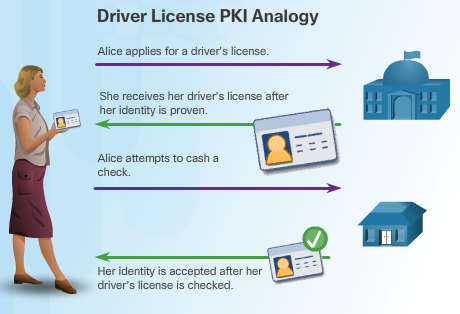 Driver License PKI Analogy
Alice applies for a driver's license.
She receives her driver's license after
her identity is proven.
Alice attempts to cash a
check.
Her identity is accepted after her
driver's license is checked.